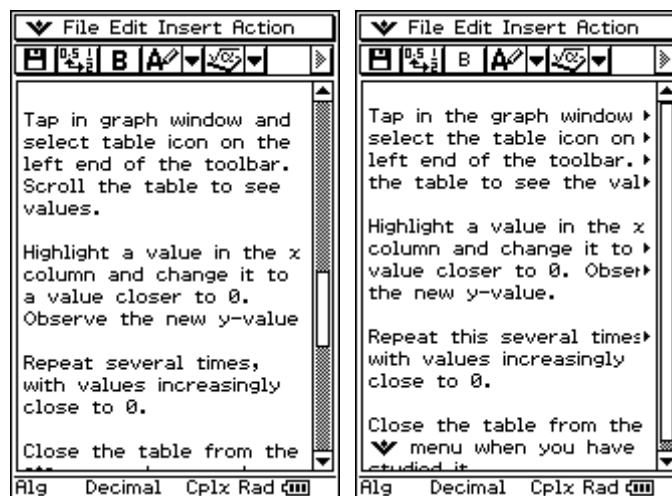 File Edit Insert Action
0.5 1 2 B A
Tap in graph window and
select table icon on the
left end of the toolbar.
Scroll the table to see
values.
Highlight a value in the x
column and change it to
a value closer to 0.
Observe the new y-value
Repeat several times,
with values increasingly
close to 0.
Close the table from the
Alg Decimal Cplx Rad
File Edit Insert Action
0.5 1 2 B A
Tap in the graph window
select the table icon on
left end of the toolbar.
the table to see the val
Highlight a value in the x
column and change it to
value closer to 0. Obser
the new y-value.
Repeat this several times
with values increasingly
close to 0.
Close the table from the
menu when you have
studied it
Alg Decimal Cplx Rad